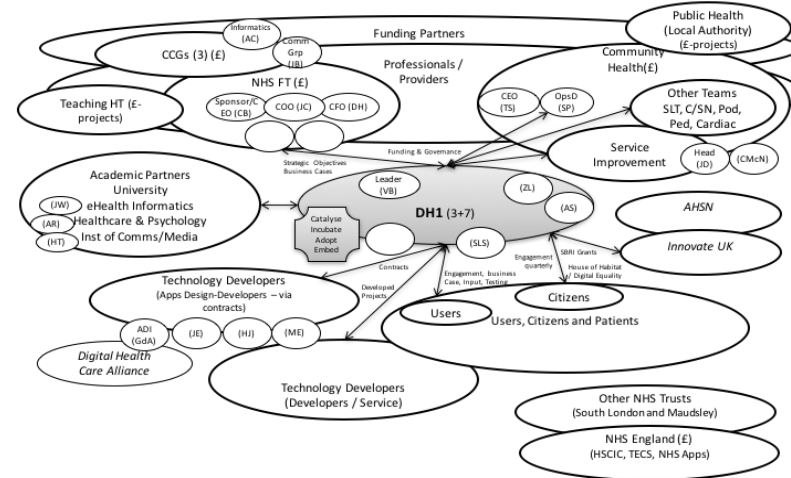 Public Health
(Local Authority)
(£-projects)
Informatics
(AC)
Funding Partners
Comm
Grp
(JB)
CCGs (3) (£)
Professionals /
Providers
Community
Health(£)
NHS FT (£)
CEO
(TS)
OpsD
(SP)
Other Teams
SLT, C/SN, Pod,
Ped, Cardiac
Teaching HT (£-
projects)
Sponsor/C
EO (CB)
COO (JC)
CFO (DH)
Service
Improvement
Head
(JD)
(CMcN)
Funding & Governance
Strategic Objectives
Business Cases
Academic Partners
University
eHealth Informatics
Healthcare & Psychology
Inst of Comms/Media
(JW)
(AR)
(HT)
Leader
(VB)
(ZL)
(AS)
DH1 (3+7)
Catalyse
Incubate
Adopt
Embed
(SLS)
AHSN
Innovate UK
SBRI Grants
House of Habitat
/ Digital Equality
Engagement
quarterly
Contracts
Engagement, business
Case, Input, Testing
Developed
Projects
Technology Developers
(Apps Design-Developers – via
contracts)
ADI
(GdA)
(JE)
(HJ)
(ME)
Digital Health
Care Alliance
Citizens
Users
Users, Citizens and Patients
Technology Developers
(Developers / Service)
Other NHS Trusts
(South London and Maudsley)
NHS England (£)
(HSCIC, TECS, NHS Apps)